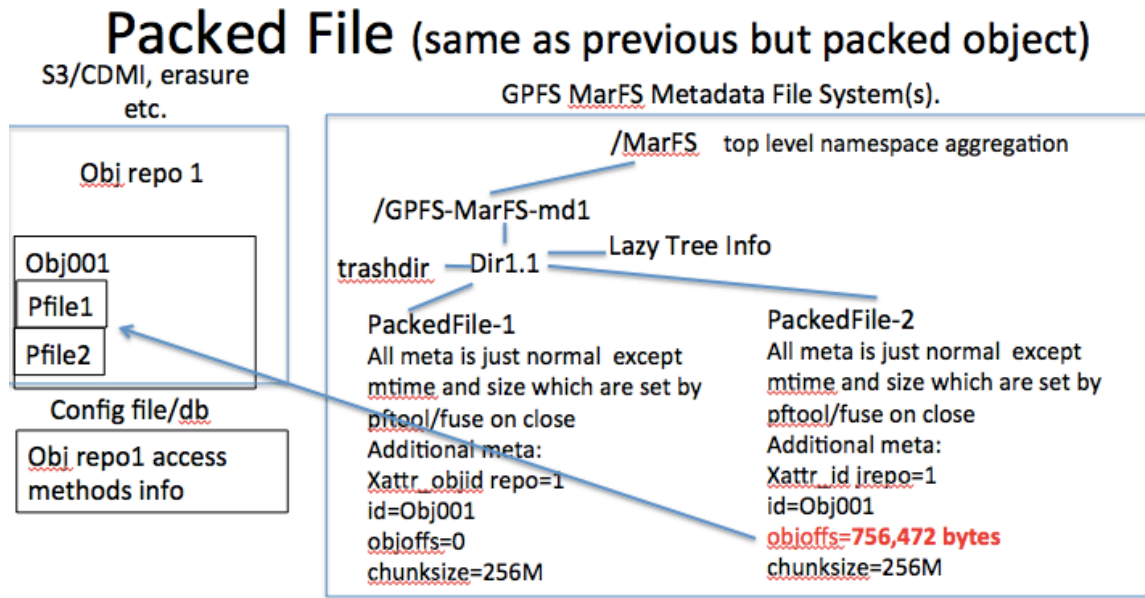 Packed File (same as previous but packed object)
S3/CDMI, erasure
etc.
Obj repo 1
Obj001
Pfile1
Pfile2
Config file/db
Obj repo1 access
methods info
GPFS MarFS Metadata File System(s).
/MarFS top level namespace aggregation
/GPFS-MarFS-md1
Lazy Tree Info
trashdir
Dir1.1
PackedFile-1
All meta is just normal except
mtime and size which are set by
pftool/fuse on close
Additional meta:
Xattr_objid repo=1
id=Obj001
objoffs=0
chunksize=256M
PackedFile-2
All meta is just normal except
mtime and size which are set by
pftool/fuse on close
Additional meta:
Xattr_id jrepo=1
id=Obj001
objoffs=756,472 bytes
chunksize=256M